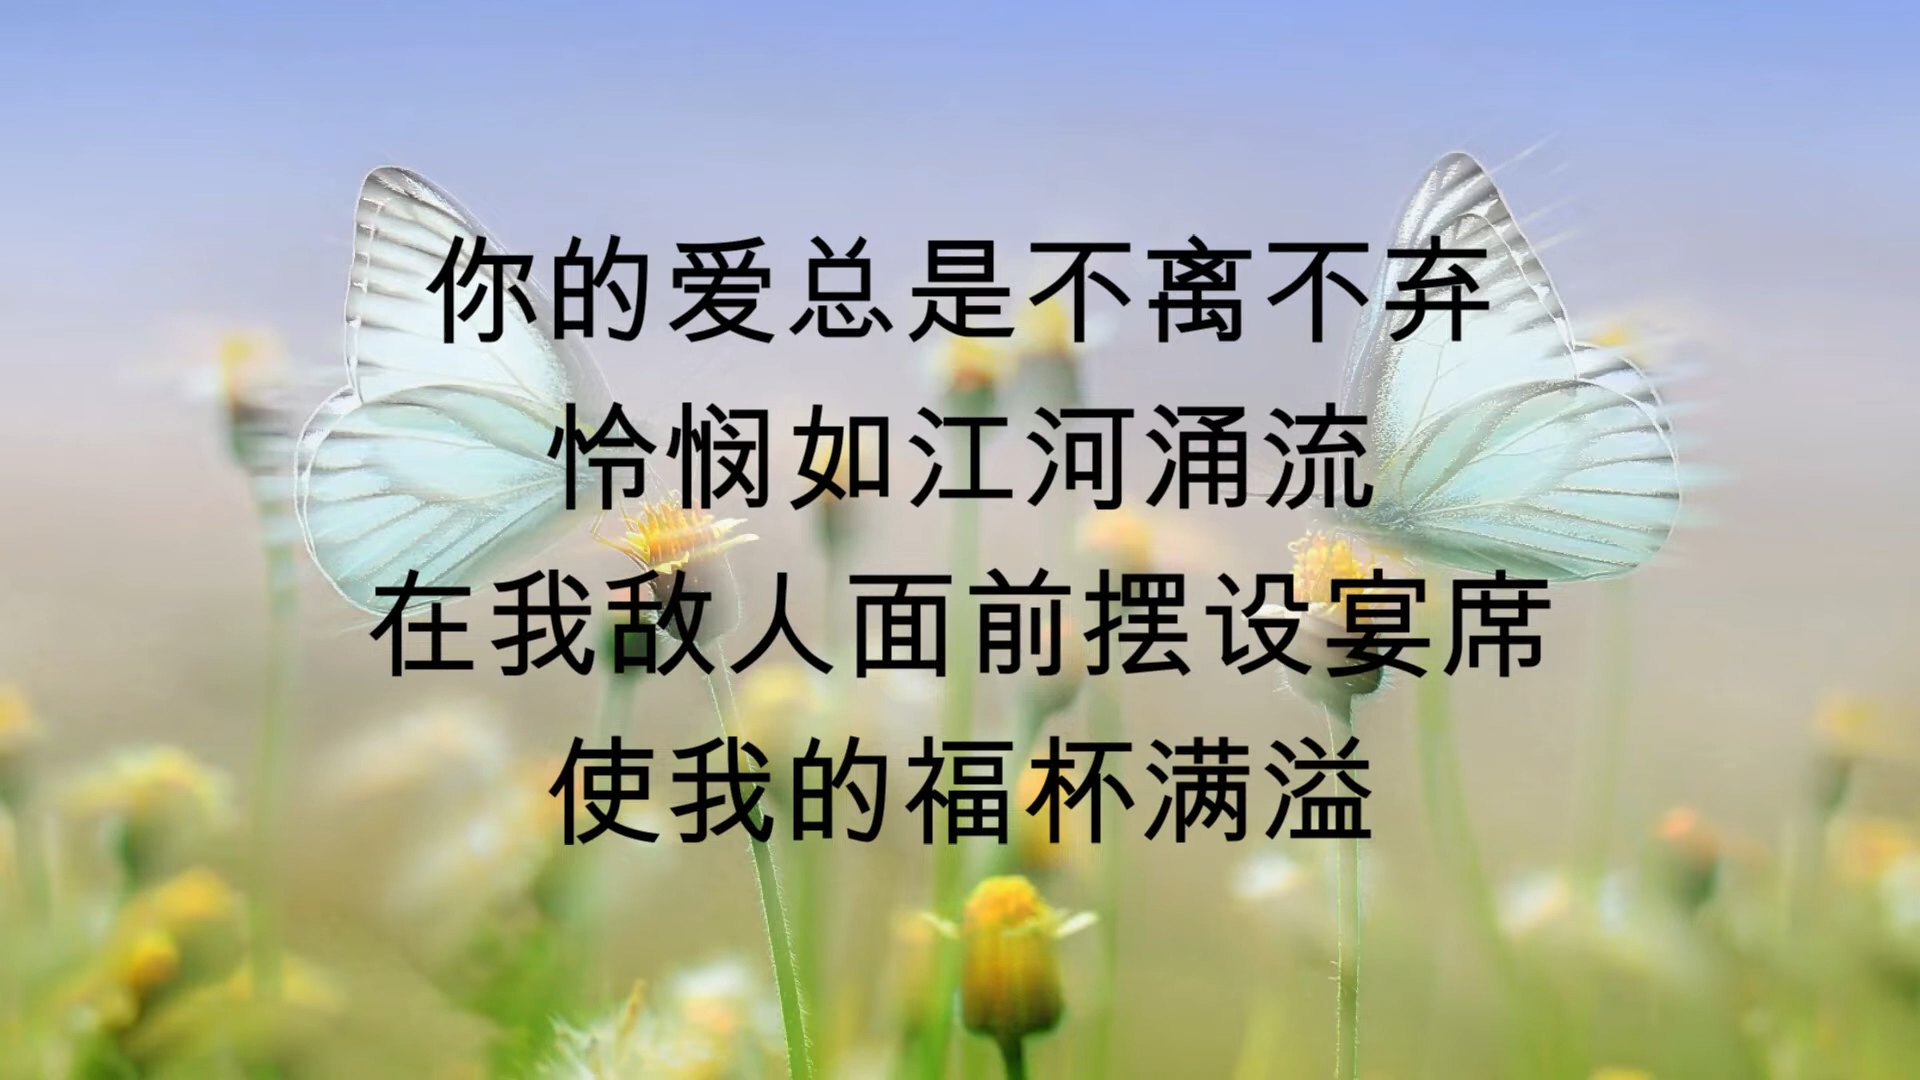 你的爱总是不离不弃
怜悯如江河涌流
在我敌人面前摆设宴席
使我的福杯满溢